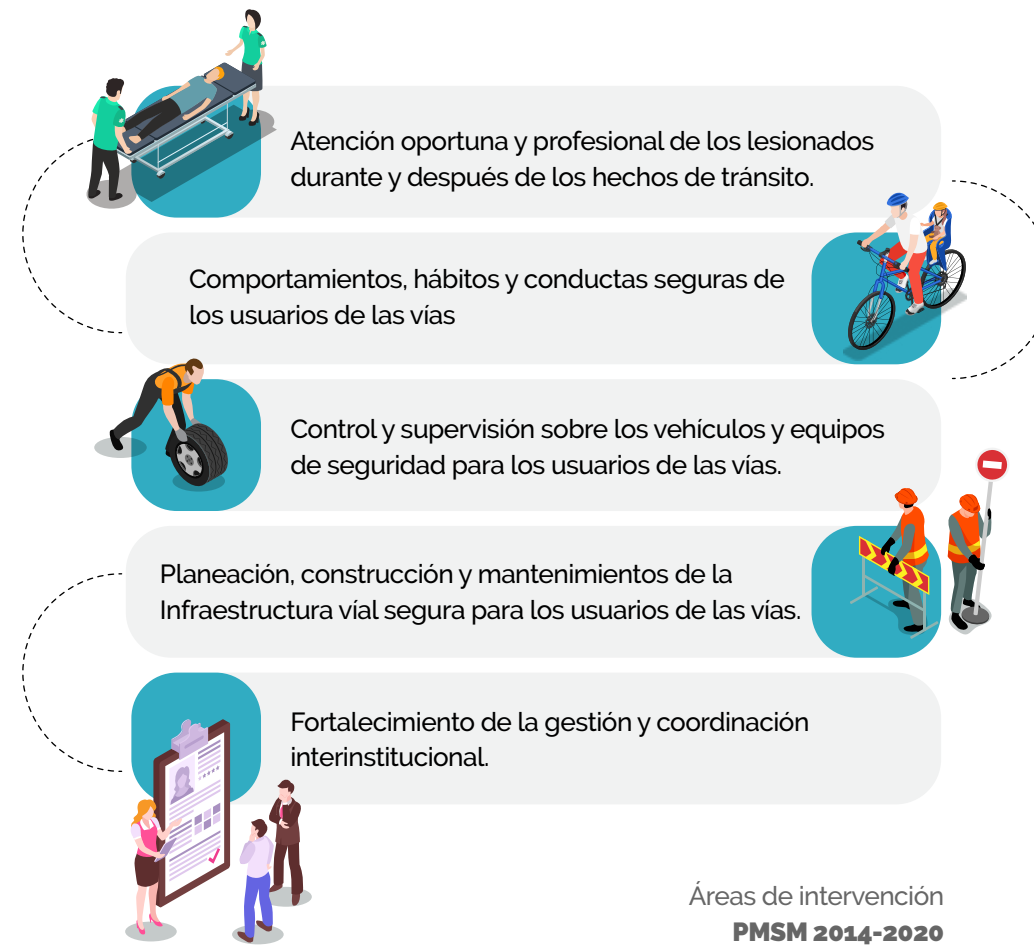 Atención oportuna y profesional de los lesionados
durante y después de los hechos de tránsito.
Comportamientos, hábitos y conductas seguras de
los usuarios de las vías
Control y supervisión sobre los vehículos y equipos
de seguridad para los usuarios de las vías.
Planeación, construcción y mantenimientos de la
Infraestructura víal segura para los usuarios de las vías.
Fortalecimiento de la gestión y coordinación
interinstitucional.
Áreas de intervención
PMSM 2014-2020